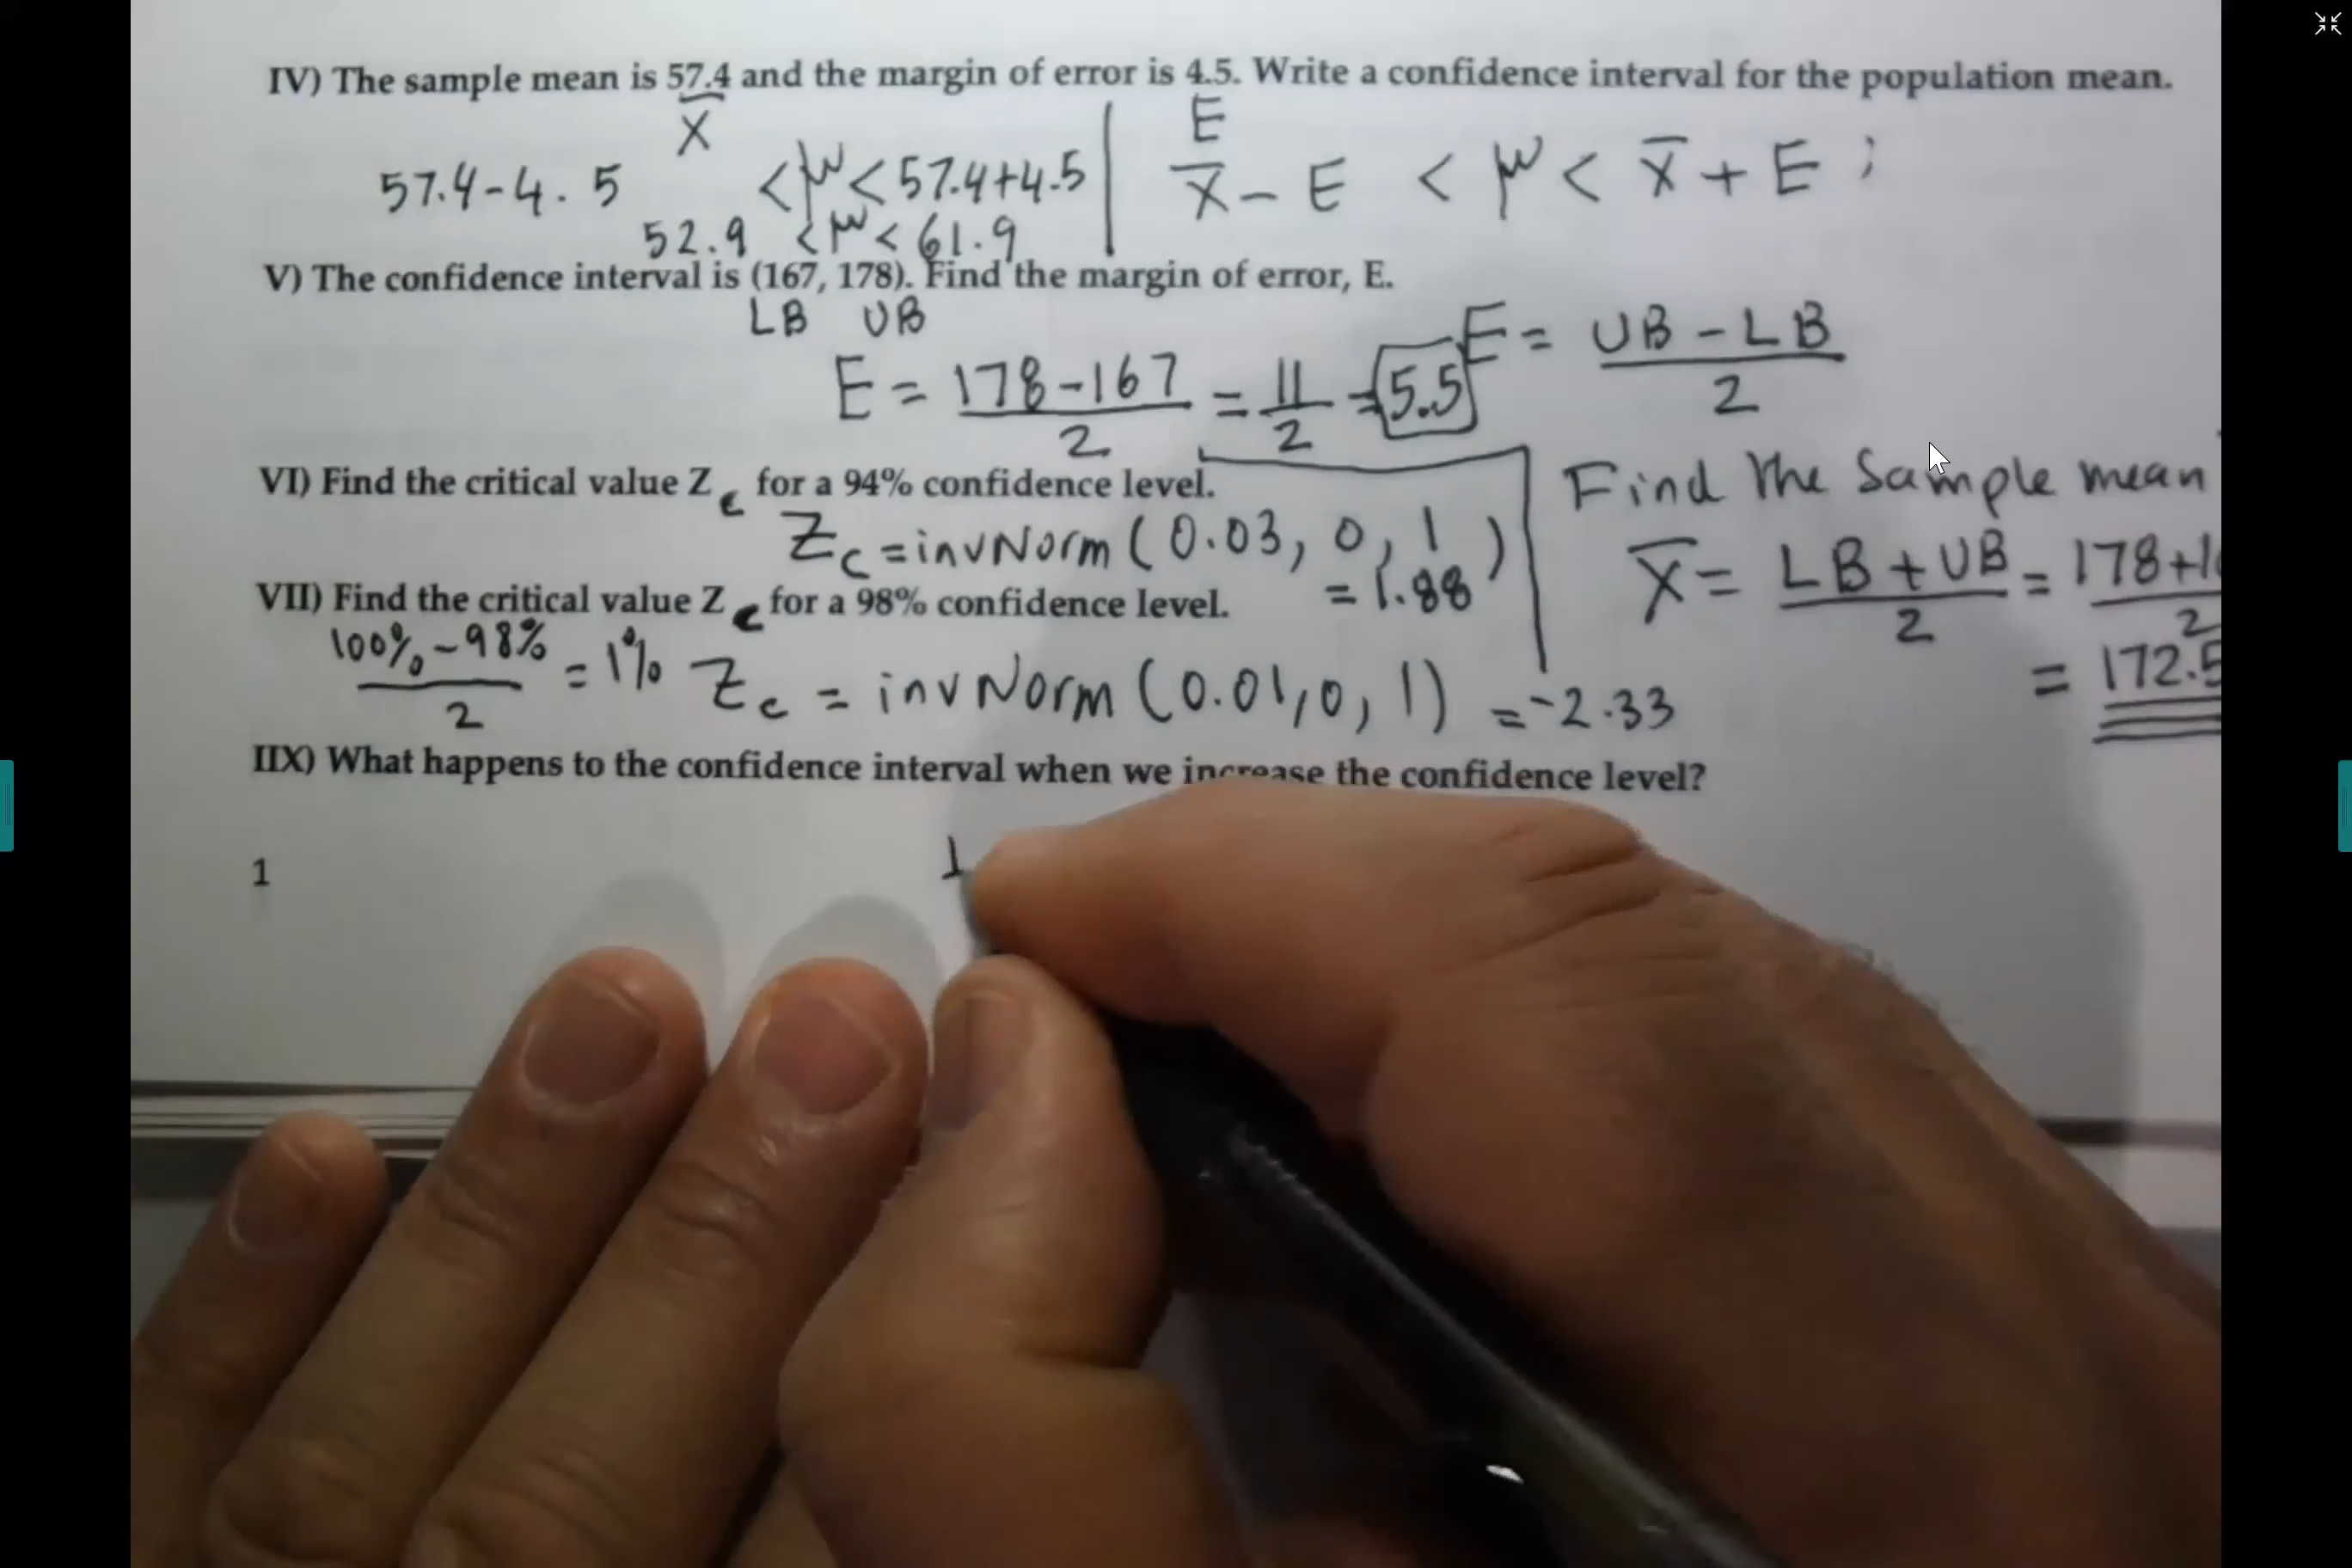 IV) The sample mean is 57.4 and the margin of error is 4.5. Write a confidence interval for the population mean.
X̄ E
57.4-4.5 <μ< 57.4+4.5 | X̄ - E < μ < X̄ + E ;
52.9 <μ< 61.9
V) The confidence interval is (167, 178). Find the margin of error, E.
LB UB
E = (178-167)/2 = 11/2 = 5.5
E = (UB - LB)/2
VI) Find the critical value Z c for a 94% confidence level.
Zc = invNorm (0.03, 0, 1)
= 1.88
Find the Sample mean
X̄ = (LB + UB)/2 = 178+1 /2
= 172.5
VII) Find the critical value Z c for a 98% confidence level.
(100% - 98%)/2 = 1% Zc = invNorm (0.01, 0, 1) = -2.33
IIX) What happens to the confidence interval when we increase the confidence level?
1